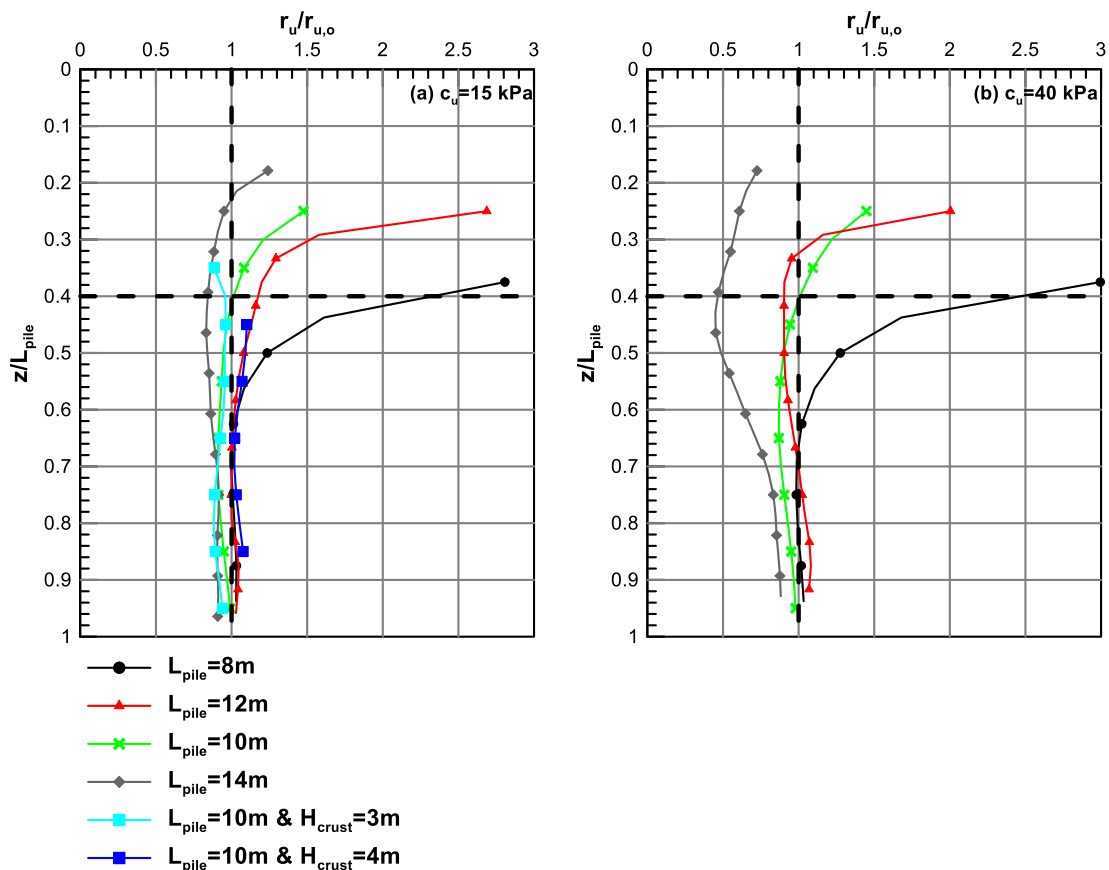 r_u/r_u,o
0 0.5 1 1.5 2 2.5 3
(a) c_u=15 kPa
z/L_pile
0
0.1
0.2
0.3
0.4
0.5
0.6
0.7
0.8
0.9
1
r_u/r_u,o
0 0.5 1 1.5 2 2.5 3
(b) c_u=40 kPa
z/L_pile
0
0.1
0.2
0.3
0.4
0.5
0.6
0.7
0.8
0.9
1
L_pile=8m
L_pile=12m
L_pile=10m
L_pile=14m
L_pile=10m & H_crust=3m
L_pile=10m & H_crust=4m